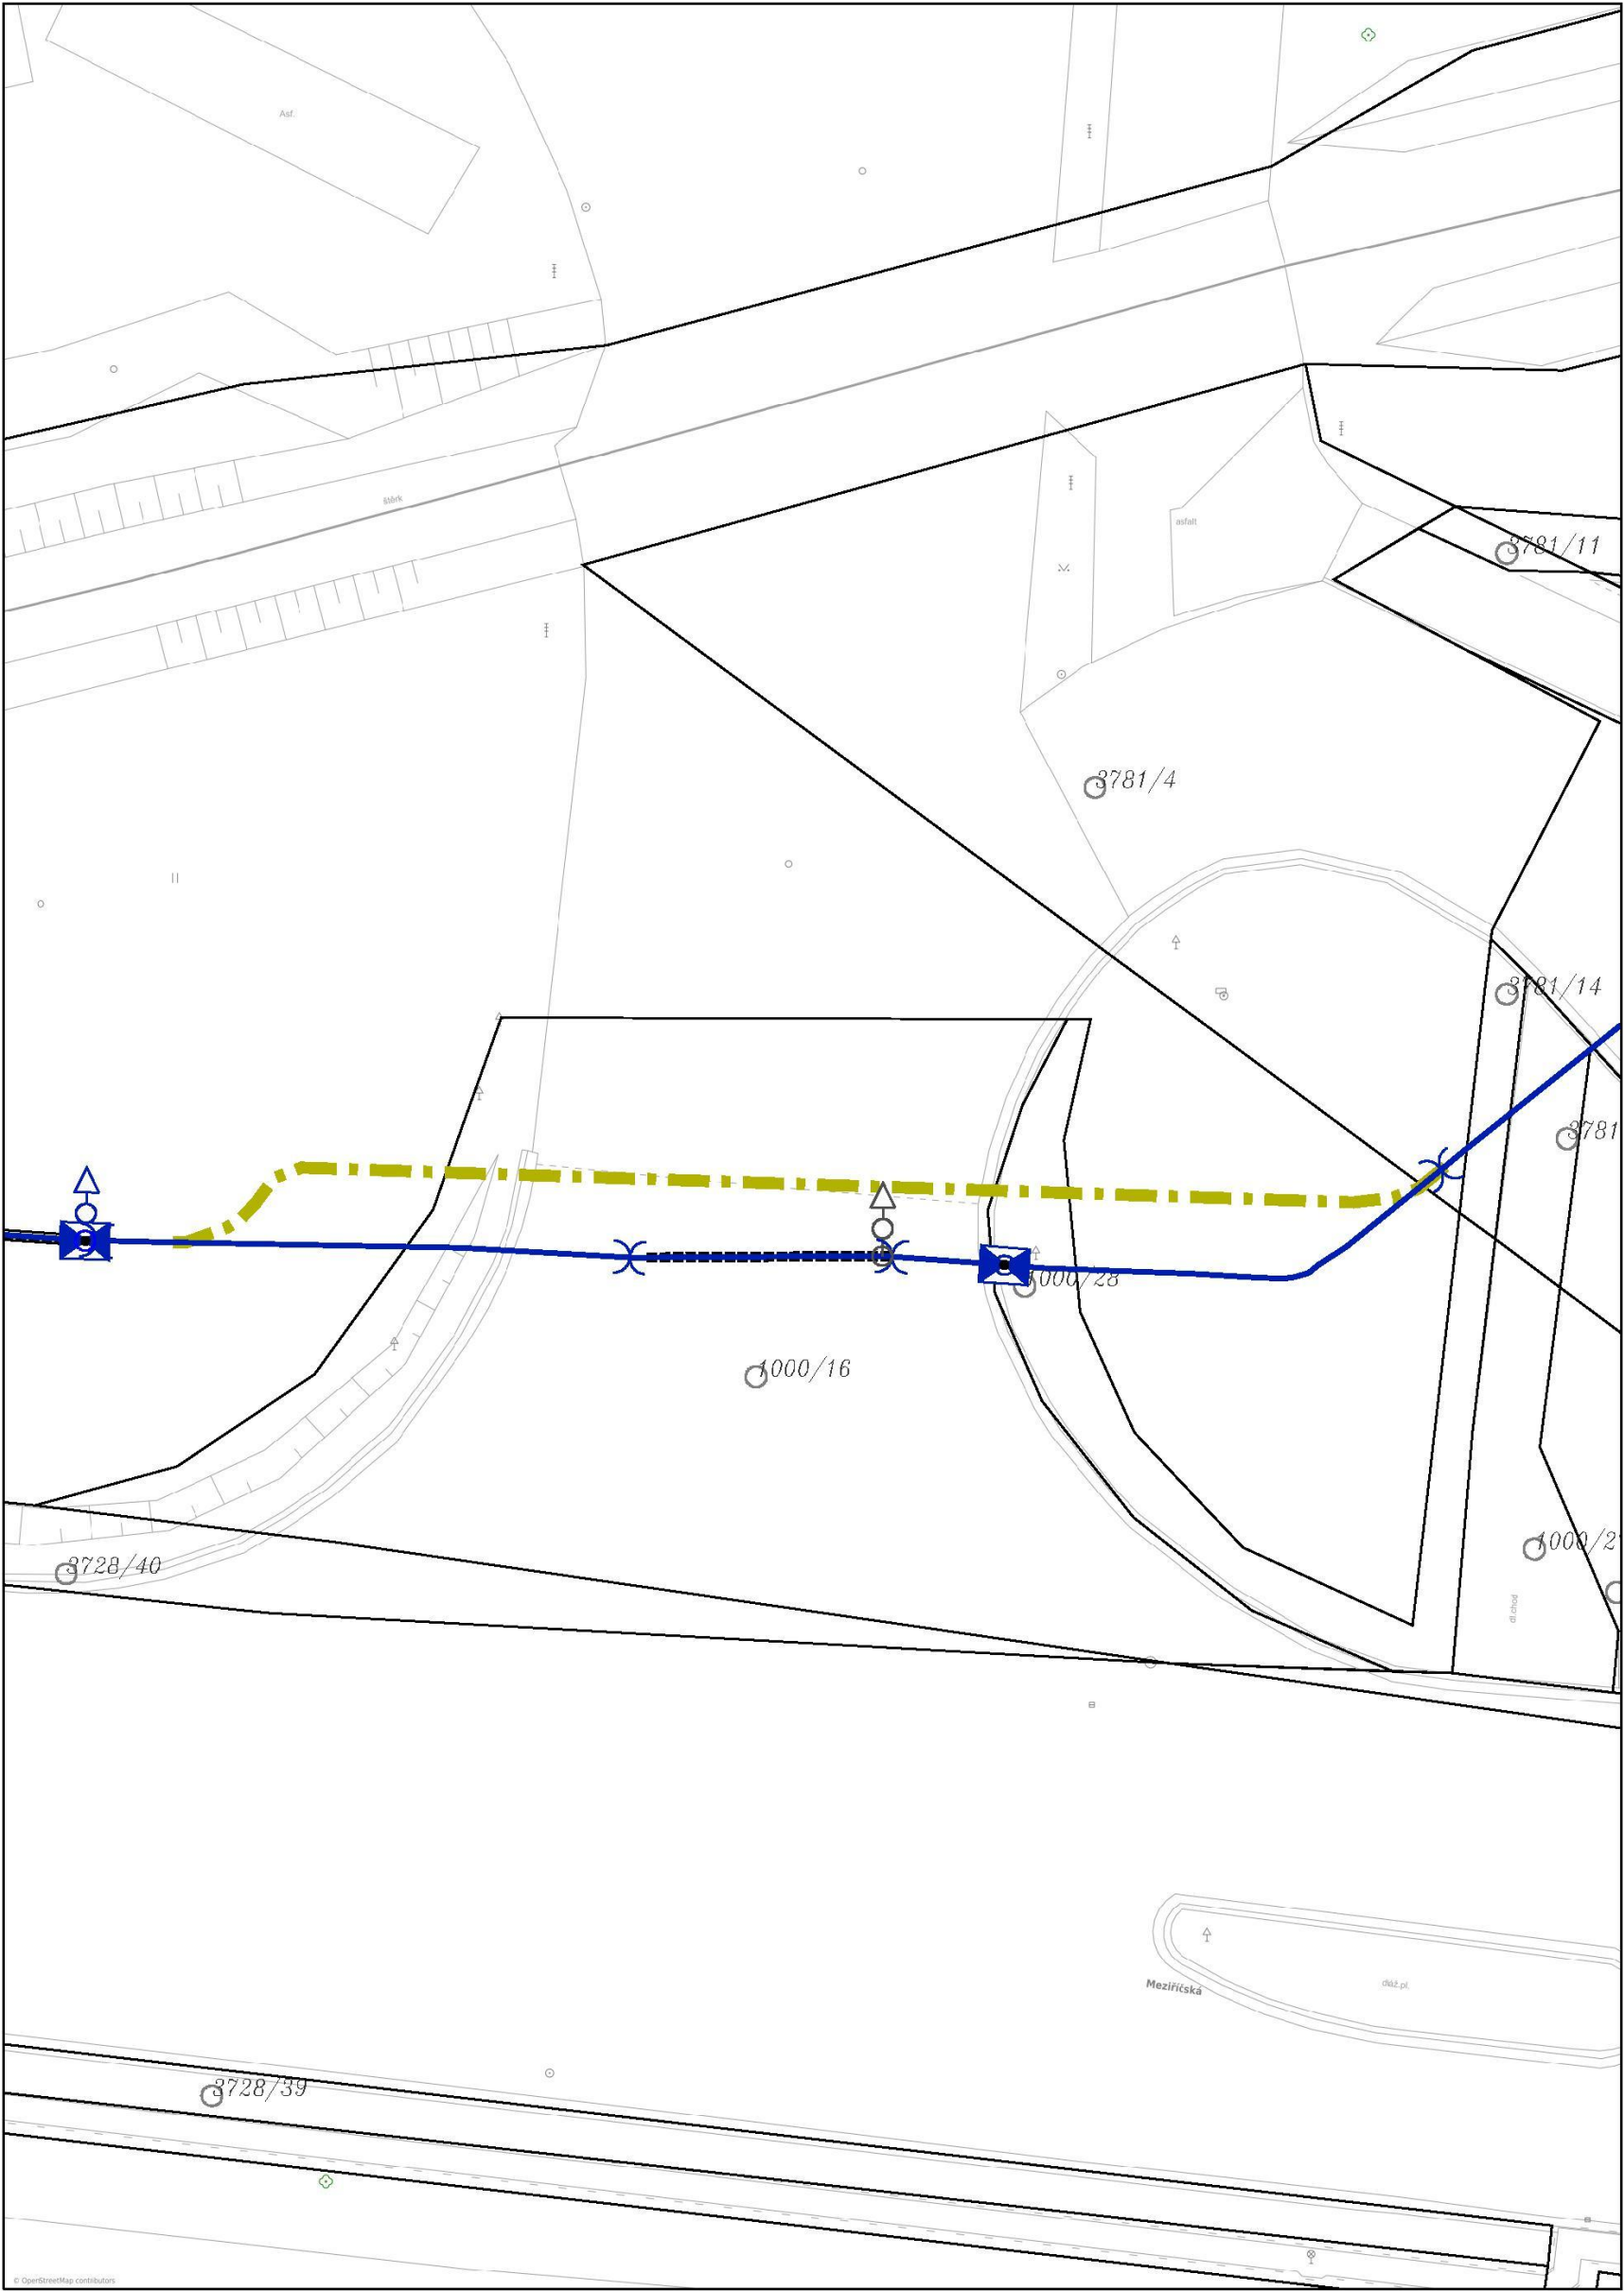 Asf.
štěrk
asfalt
3781/11
3781/4
3781/14
3781
1000/28
1000/16
1000/2
3728/40
dl.chod
Meziříčská
dláž.pl.
3728/39
© OpenStreetMap contributors